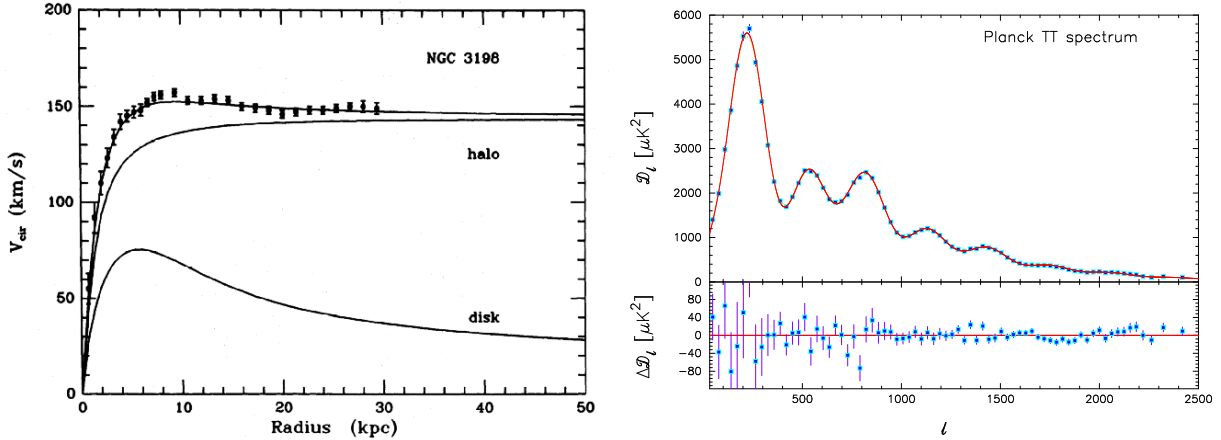 200
150
100
50
0
V_cir (km/s)
NGC 3198
halo
disk
0 10 20 30 40 50
Radius (kpc)
6000
5000
4000
3000
2000
1000
0
𝒟_ℓ [μK²]
Planck TT spectrum
80
40
0
−40
−80
Δ𝒟_ℓ [μK²]
500 1000 1500 2000 2500
ℓ